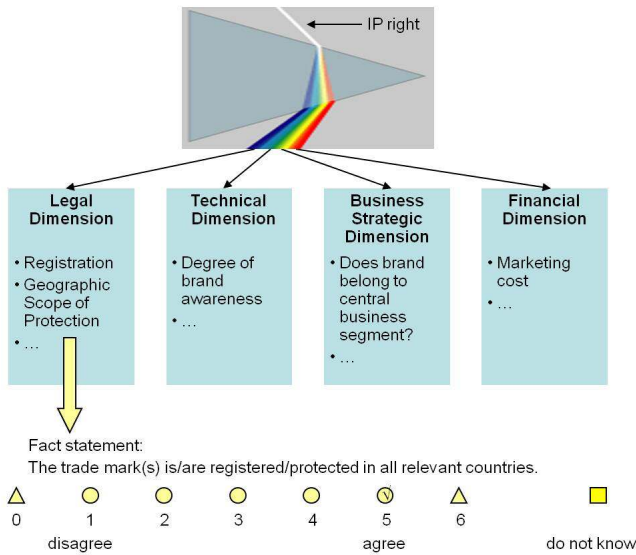 IP right
Legal
Dimension
• Registration
• Geographic
Scope of
Protection
• …
Technical
Dimension
• Degree of
brand
awareness
• …
Business
Strategic
Dimension
• Does brand
belong to
central
business
segment?
• …
Financial
Dimension
• Marketing
cost
• …
Fact statement:
The trade mark(s) is/are registered/protected in all relevant countries.
0 1 2 3 4 5 6
disagree agree do not know